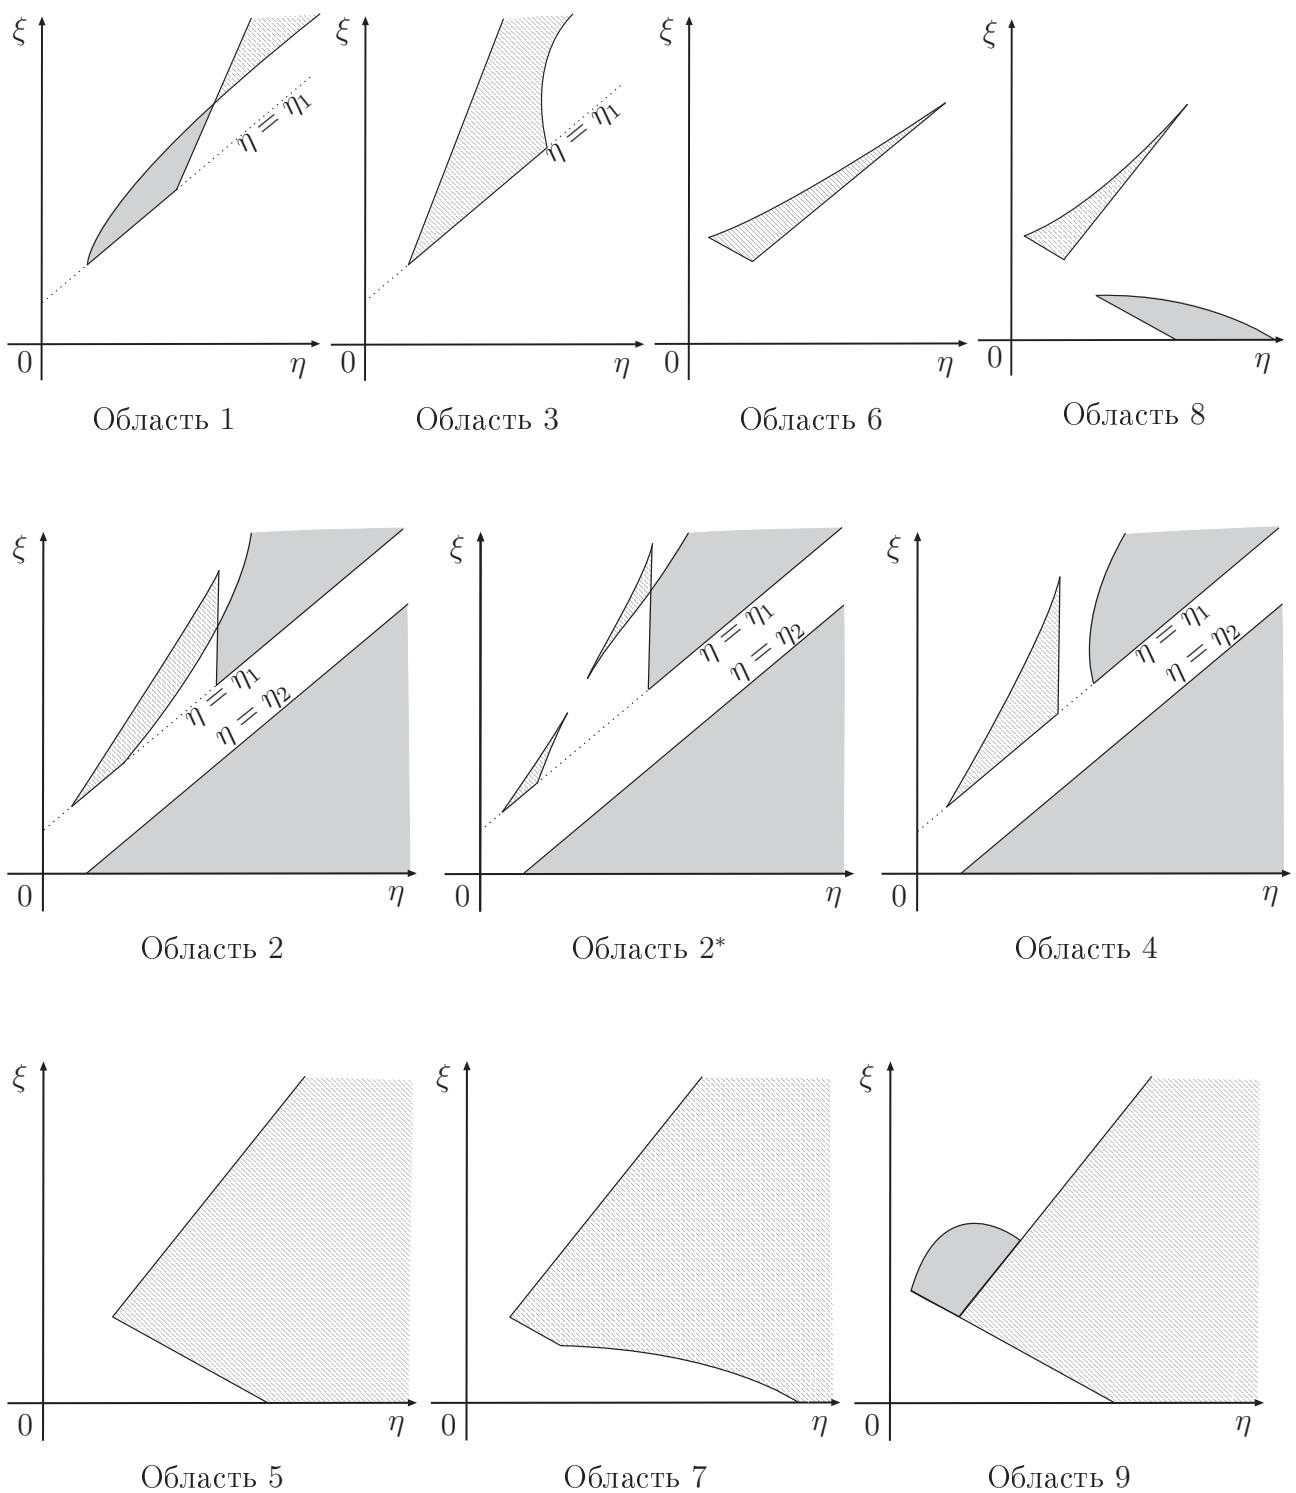 ξ ξ ξ ξ
η = η₁ η = η₁
0 η 0 η 0 η 0 η
Область 1 Область 3 Область 6 Область 8
ξ ξ ξ
η = η₁ η = η₁ η = η₁
η = η₂ η = η₂ η = η₂
0 η 0 η 0 η
Область 2 Область 2* Область 4
ξ ξ ξ
0 η 0 η 0 η
Область 5 Область 7 Область 9